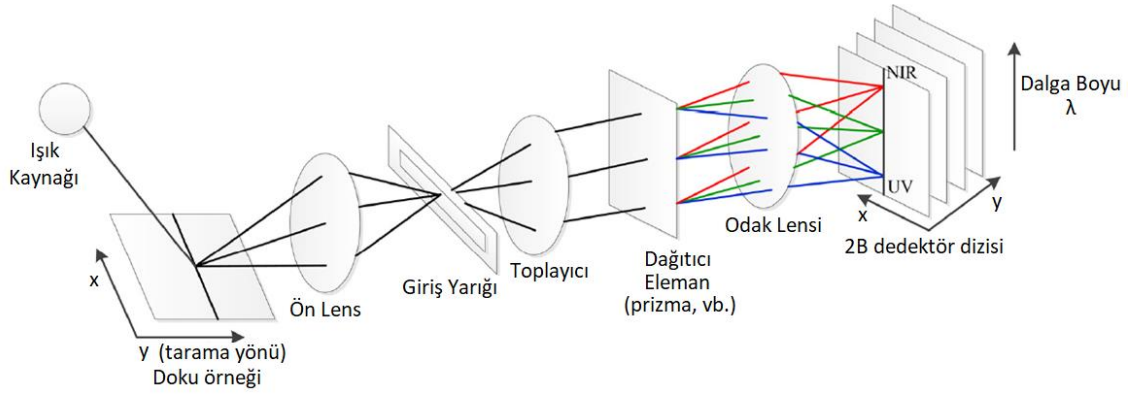 Işık
Kaynağı
x
y (tarama yönü)
Doku örneği
Ön Lens
Giriş Yarığı
Toplayıcı
Dağıtıcı
Eleman
(prizma, vb.)
Odak Lensi
NIR
UV
x
y
2B dedektör dizisi
Dalga Boyu
λ